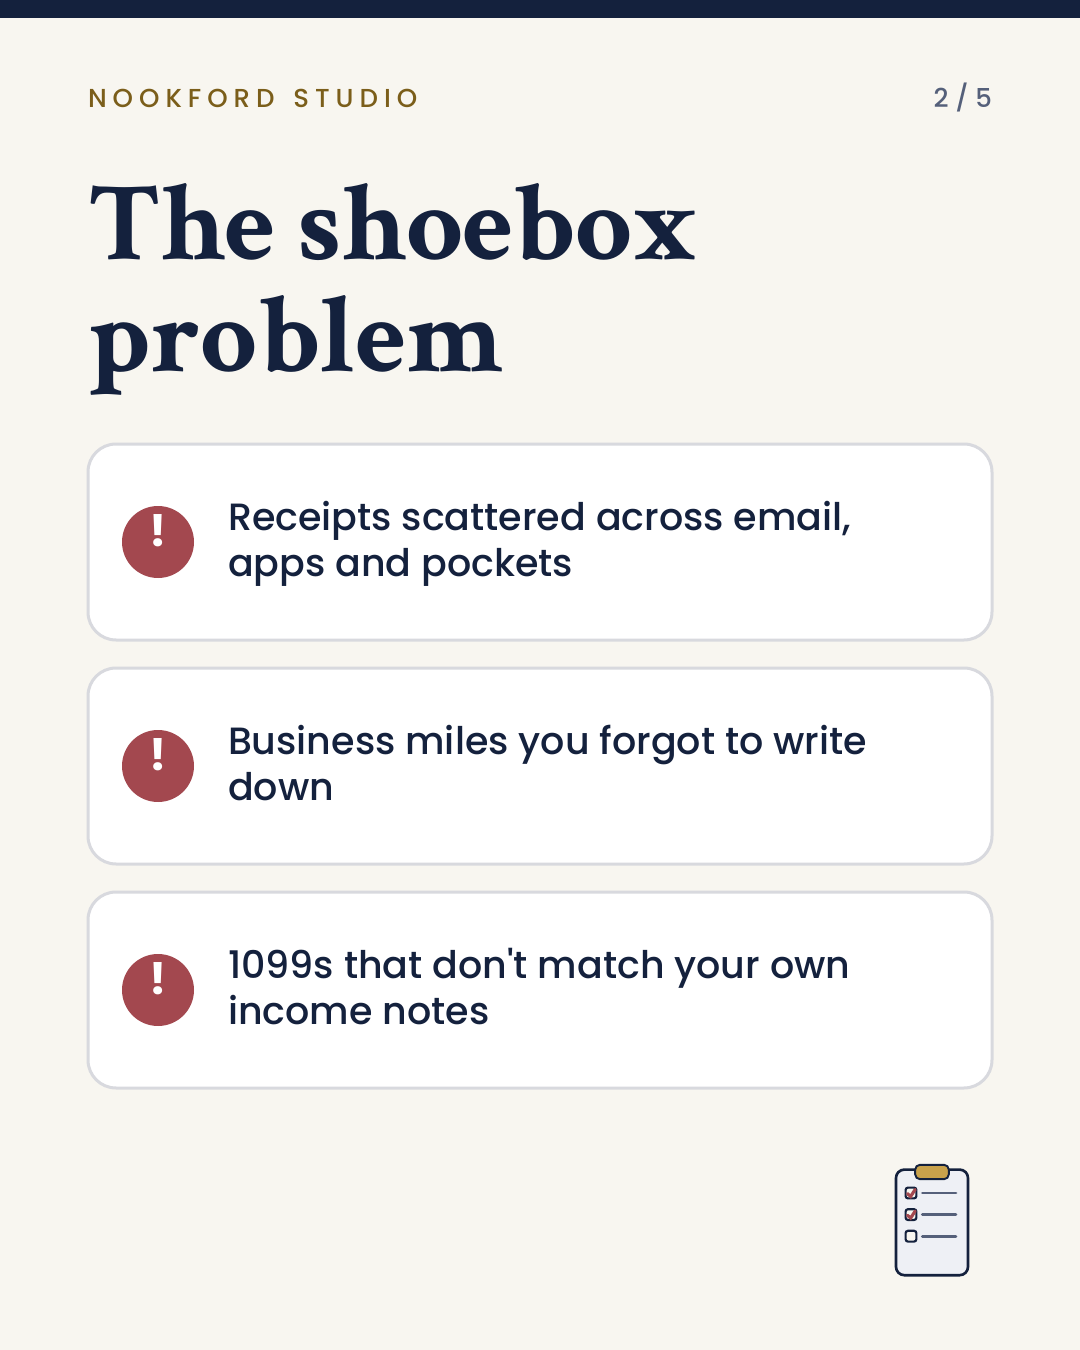 NOOKFORD STUDIO
2 / 5
The shoebox
problem
! Receipts scattered across email,
apps and pockets
! Business miles you forgot to write
down
! 1099s that don't match your own
income notes